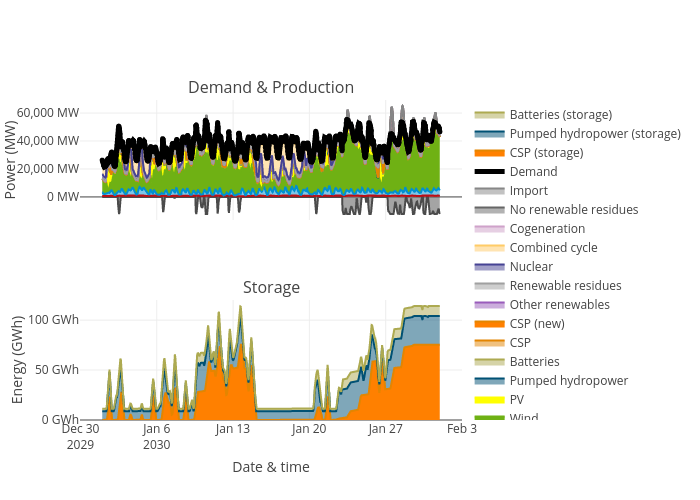 Demand & Production
60,000 MW
40,000 MW
20,000 MW
0 MW
Power (MW)
Storage
100 GWh
50 GWh
0 GWh
Energy (GWh)
Dec 30
2029
Jan 6
2030
Jan 13
Jan 20
Jan 27
Feb 3
Date & time
Batteries (storage)
Pumped hydropower (storage)
CSP (storage)
Demand
Import
No renewable residues
Cogeneration
Combined cycle
Nuclear
Renewable residues
Other renewables
CSP (new)
CSP
Batteries
Pumped hydropower
PV
Wind